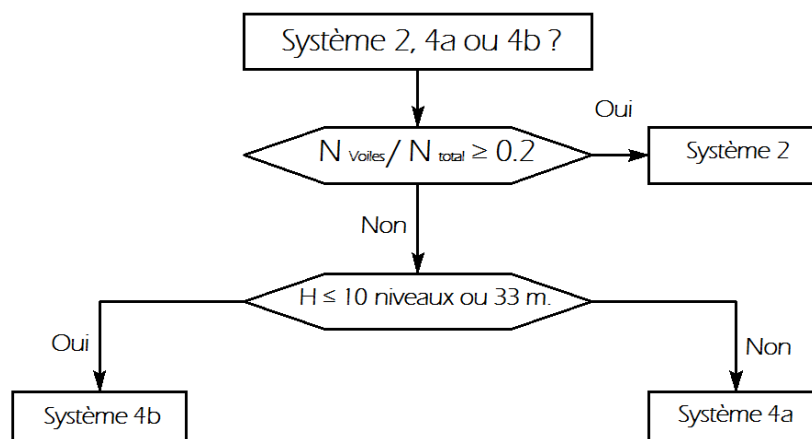 Système 2, 4a ou 4b ?
Oui
N Voiles / N total ≥ 0.2
Système 2
Non
H ≤ 10 niveaux ou 33 m.
Oui
Non
Système 4b
Système 4a